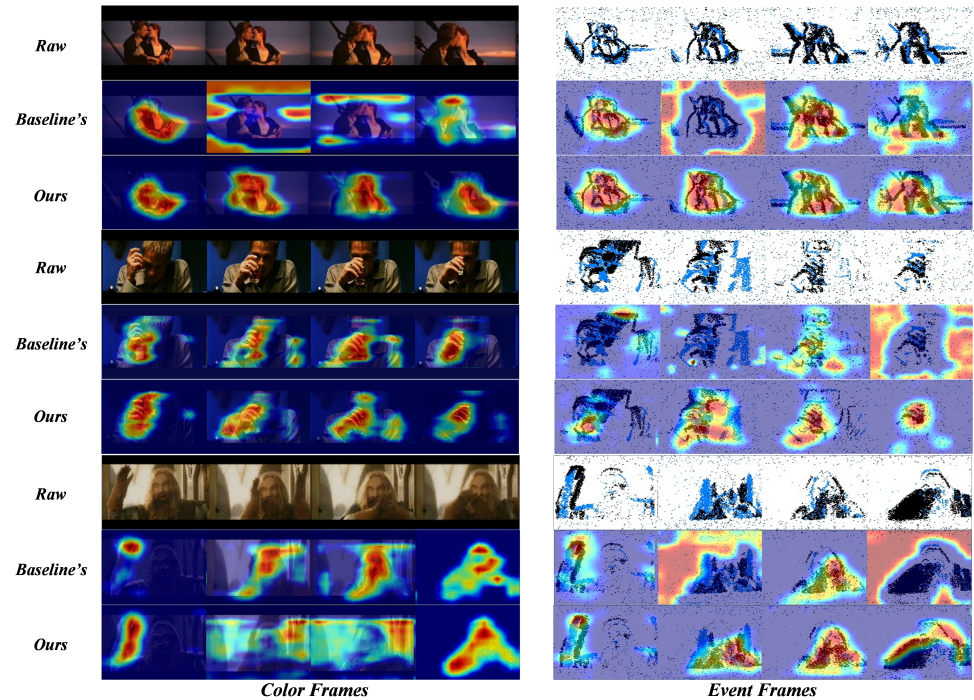 Raw
Baseline's
Ours
Raw
Baseline's
Ours
Raw
Baseline's
Ours
Color Frames
Event Frames